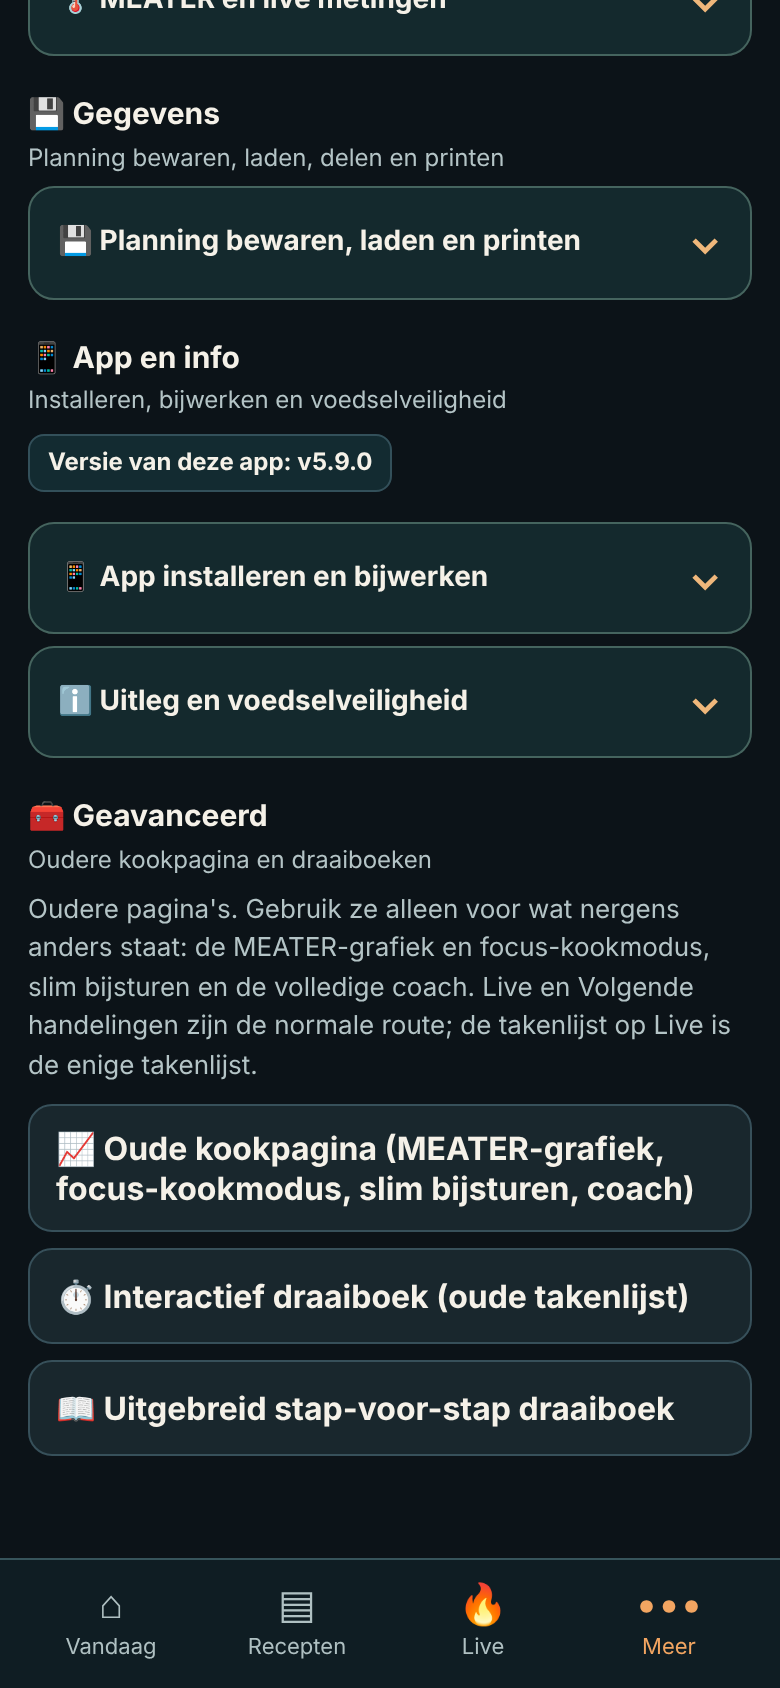 MEATER en live metingen
Gegevens
Planning bewaren, laden, delen en printen
Planning bewaren, laden en printen
App en info
Installeren, bijwerken en voedselveiligheid
Versie van deze app: v5.9.0
App installeren en bijwerken
Uitleg en voedselveiligheid
Geavanceerd
Oudere kookpagina en draaiboeken
Oudere pagina's. Gebruik ze alleen voor wat nergens
anders staat: de MEATER-grafiek en focus-kookmodus,
slim bijsturen en de volledige coach. Live en Volgende
handelingen zijn de normale route; de takenlijst op Live is
de enige takenlijst.
Oude kookpagina (MEATER-grafiek,
focus-kookmodus, slim bijsturen, coach)
Interactief draaiboek (oude takenlijst)
Uitgebreid stap-voor-stap draaiboek
Vandaag
Recepten
Live
Meer